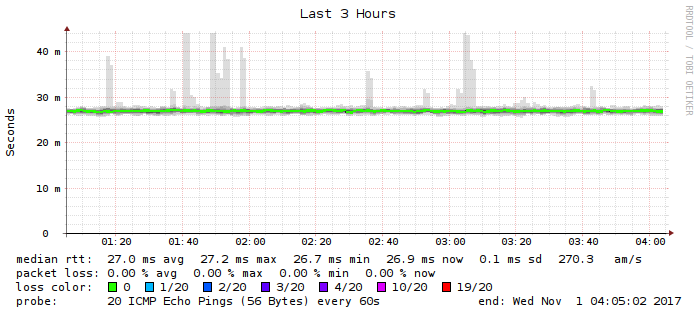 Last 3 Hours
RRDTOOL / TOBI OETIKER
Seconds
40 m
30 m
20 m
10 m
0
01:20 01:40 02:00 02:20 02:40 03:00 03:20 03:40 04:00
median rtt: 27.0 ms avg 27.2 ms max 26.7 ms min 26.9 ms now 0.1 ms sd 270.3 am/s
packet loss: 0.00 % avg 0.00 % max 0.00 % min 0.00 % now
loss color: 0 1/20 2/20 3/20 4/20 10/20 19/20
probe: 20 ICMP Echo Pings (56 Bytes) every 60s end: Wed Nov 1 04:05:02 2017